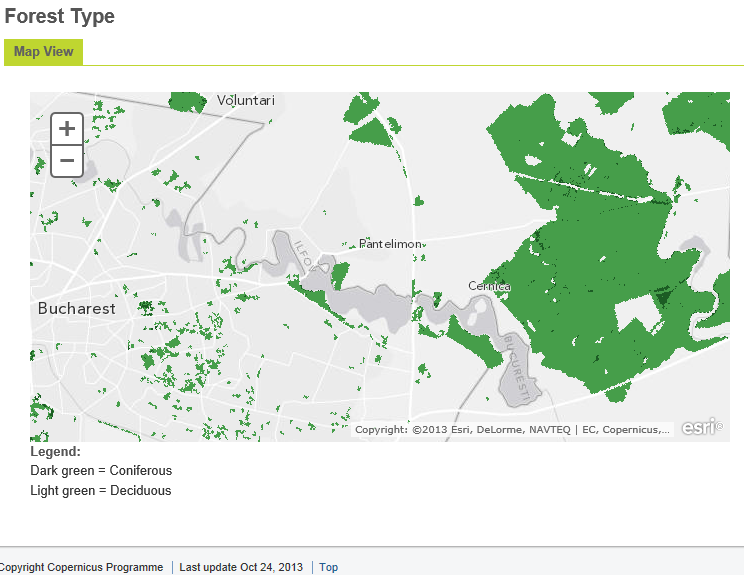 Forest Type
Map View
Voluntari
+
−
ILFOV
Pantelimon
Cernica
Bucharest
BUCURESTI
Copyright: ©2013 Esri, DeLorme, NAVTEQ | EC, Copernicus,...
esri
Legend:
Dark green = Coniferous
Light green = Deciduous
Copyright Copernicus Programme | Last update Oct 24, 2013 | Top